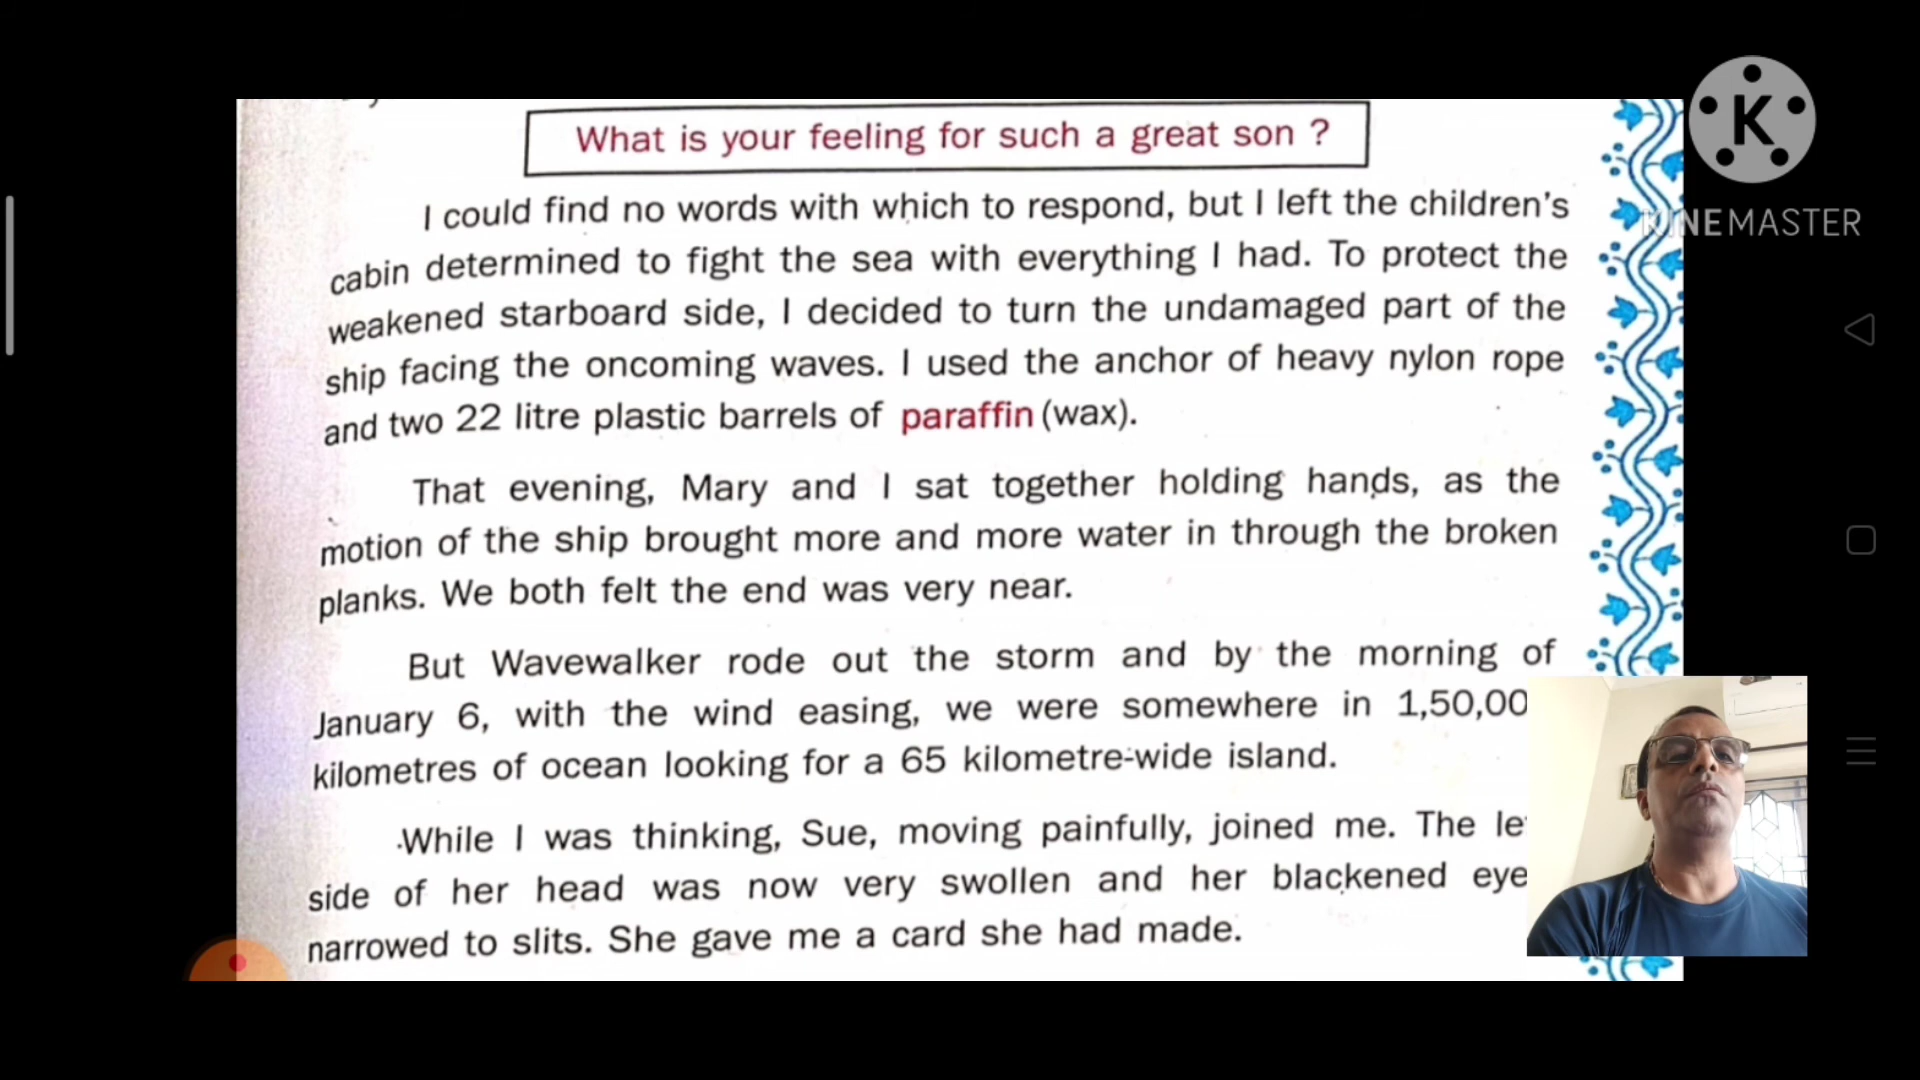 What is your feeling for such a great son ?
I could find no words with which to respond, but I left the children's
cabin determined to fight the sea with everything I had. To protect the
weakened starboard side, I decided to turn the undamaged part of the
ship facing the oncoming waves. I used the anchor of heavy nylon rope
and two 22 litre plastic barrels of paraffin (wax).
That evening, Mary and I sat together holding hands, as the
motion of the ship brought more and more water in through the broken
planks. We both felt the end was very near.
But Wavewalker rode out the storm and by the morning of
January 6, with the wind easing, we were somewhere in 1,50,00
kilometres of ocean looking for a 65 kilometre-wide island.
While I was thinking, Sue, moving painfully, joined me. The
side of her head was now very swollen and her blackened eye
narrowed to slits. She gave me a card she had made.
K
KINEMASTER